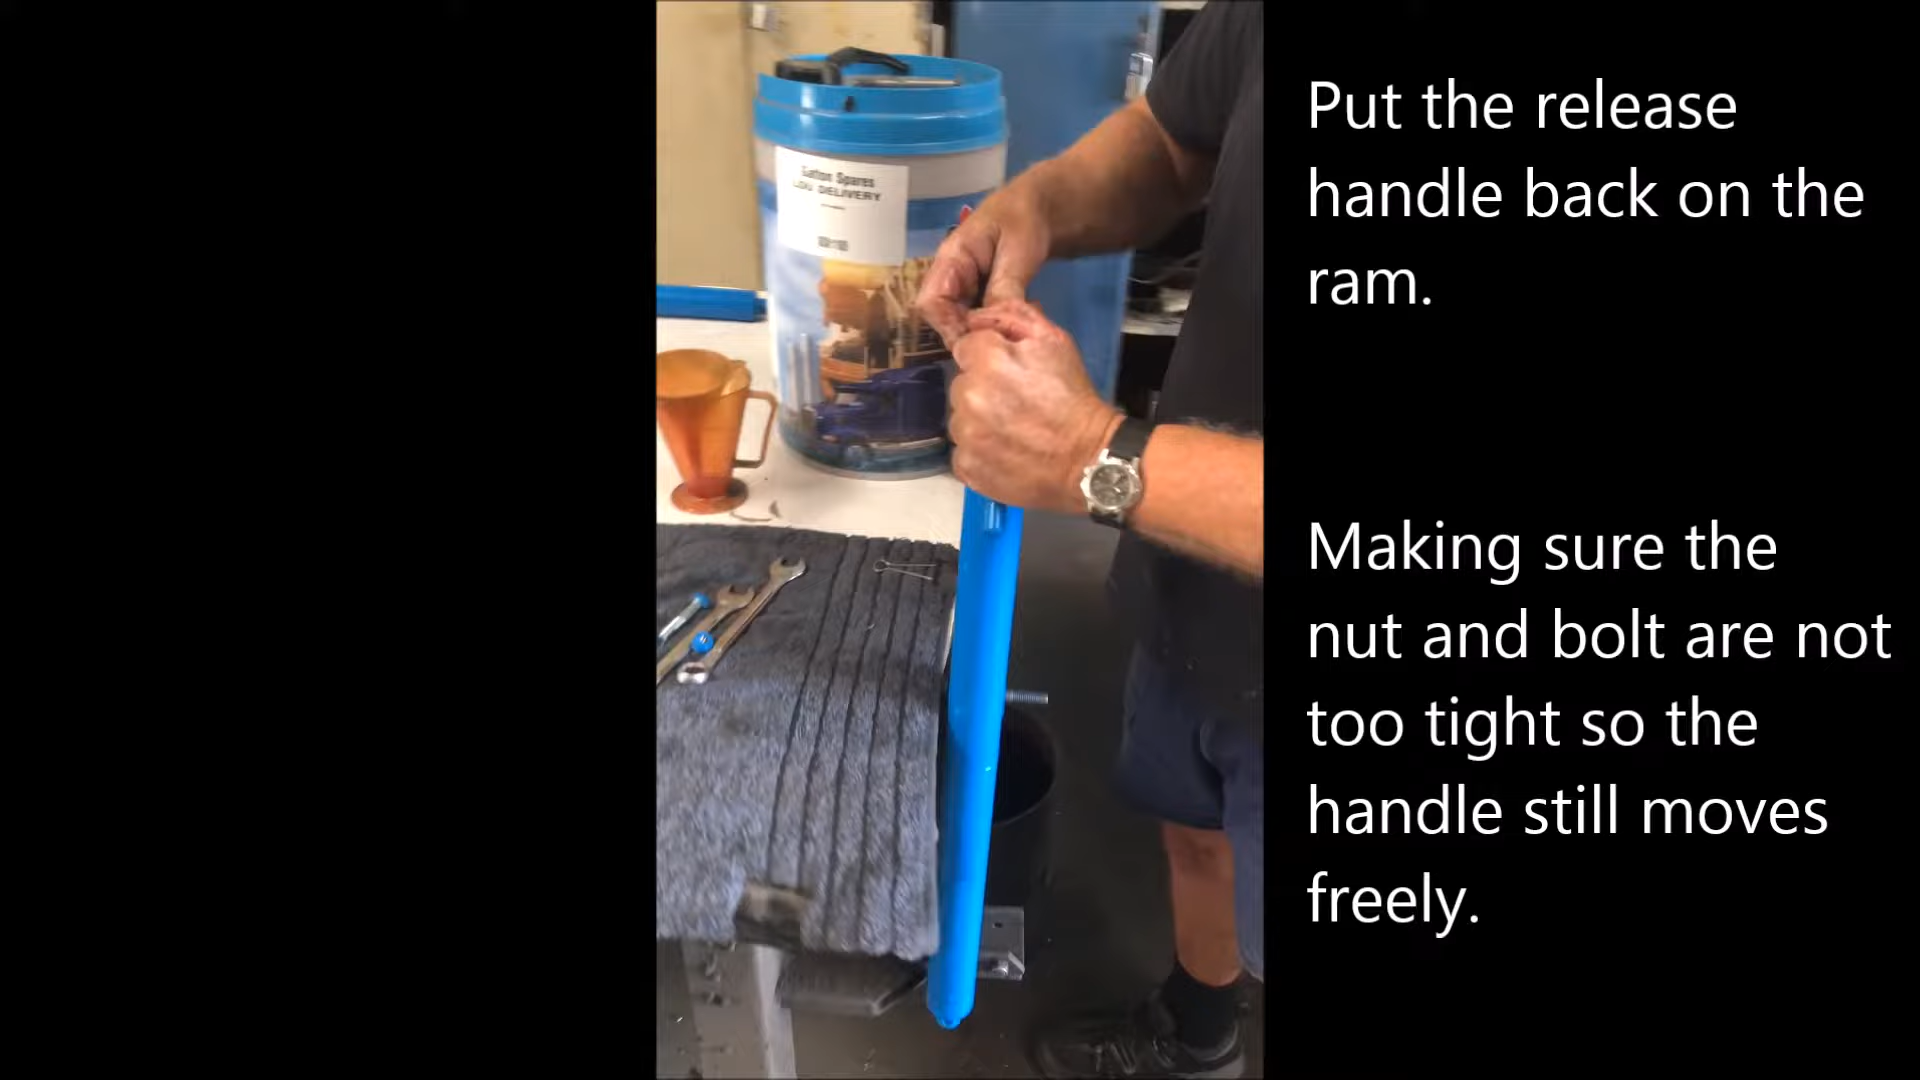 Put the release
handle back on the
ram.
Making sure the
nut and bolt are not
too tight so the
handle still moves
freely.
Spares
DELIVERY